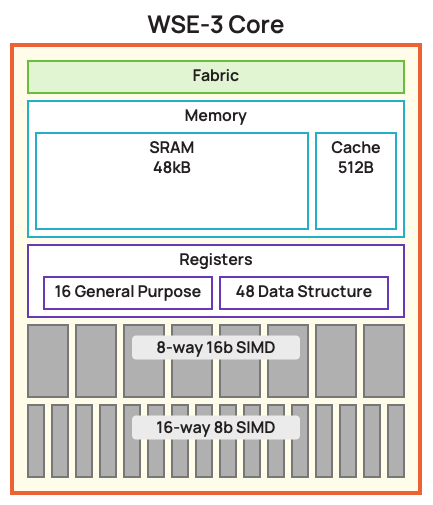 WSE-3 Core
Fabric
Memory
SRAM
48kB
Cache
512B
Registers
16 General Purpose
48 Data Structure
8-way 16b SIMD
16-way 8b SIMD